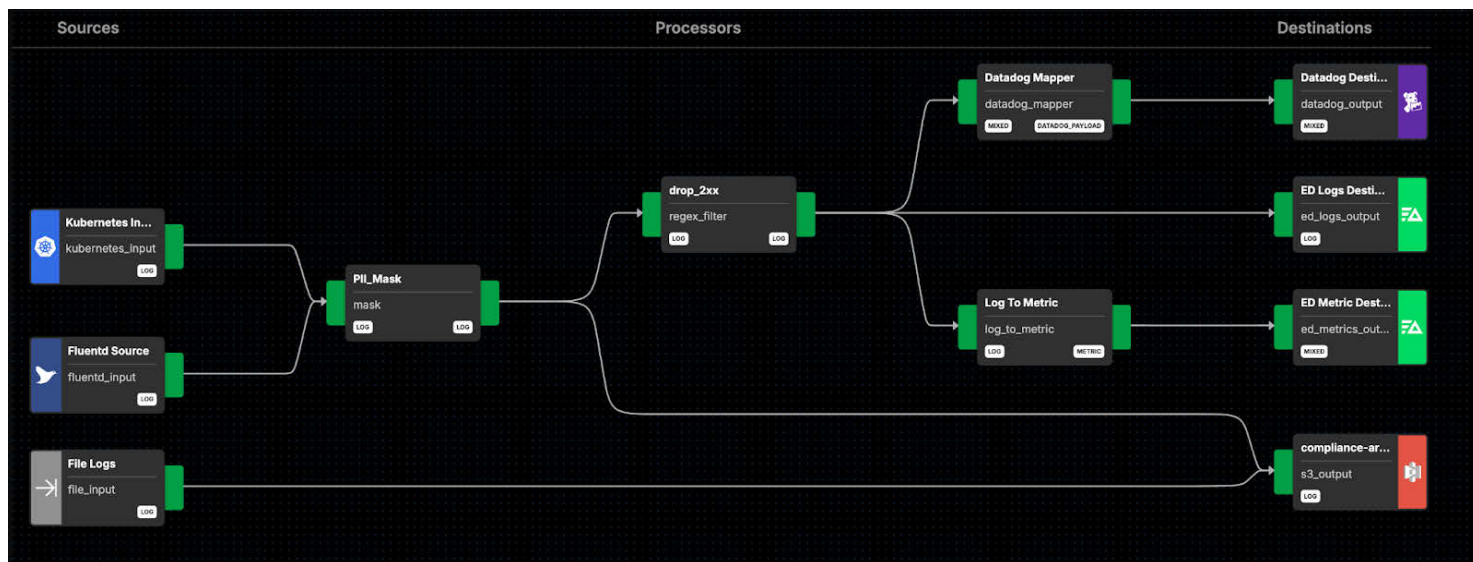 Sources
Processors
Destinations
Datadog Mapper
datadog_mapper
MIXED
DATADOG_PAYLOAD
Datadog Desti...
datadog_output
MIXED
drop_2xx
regex_filter
LOG
LOG
ED Logs Desti...
ed_logs_output
LOG
Kubernetes In...
kubernetes_input
LOG
PII_Mask
mask
LOG
LOG
Log To Metric
log_to_metric
LOG
METRIC
ED Metric Dest...
ed_metrics_out...
MIXED
Fluentd Source
fluentd_input
LOG
File Logs
file_input
LOG
compliance-ar...
s3_output
LOG